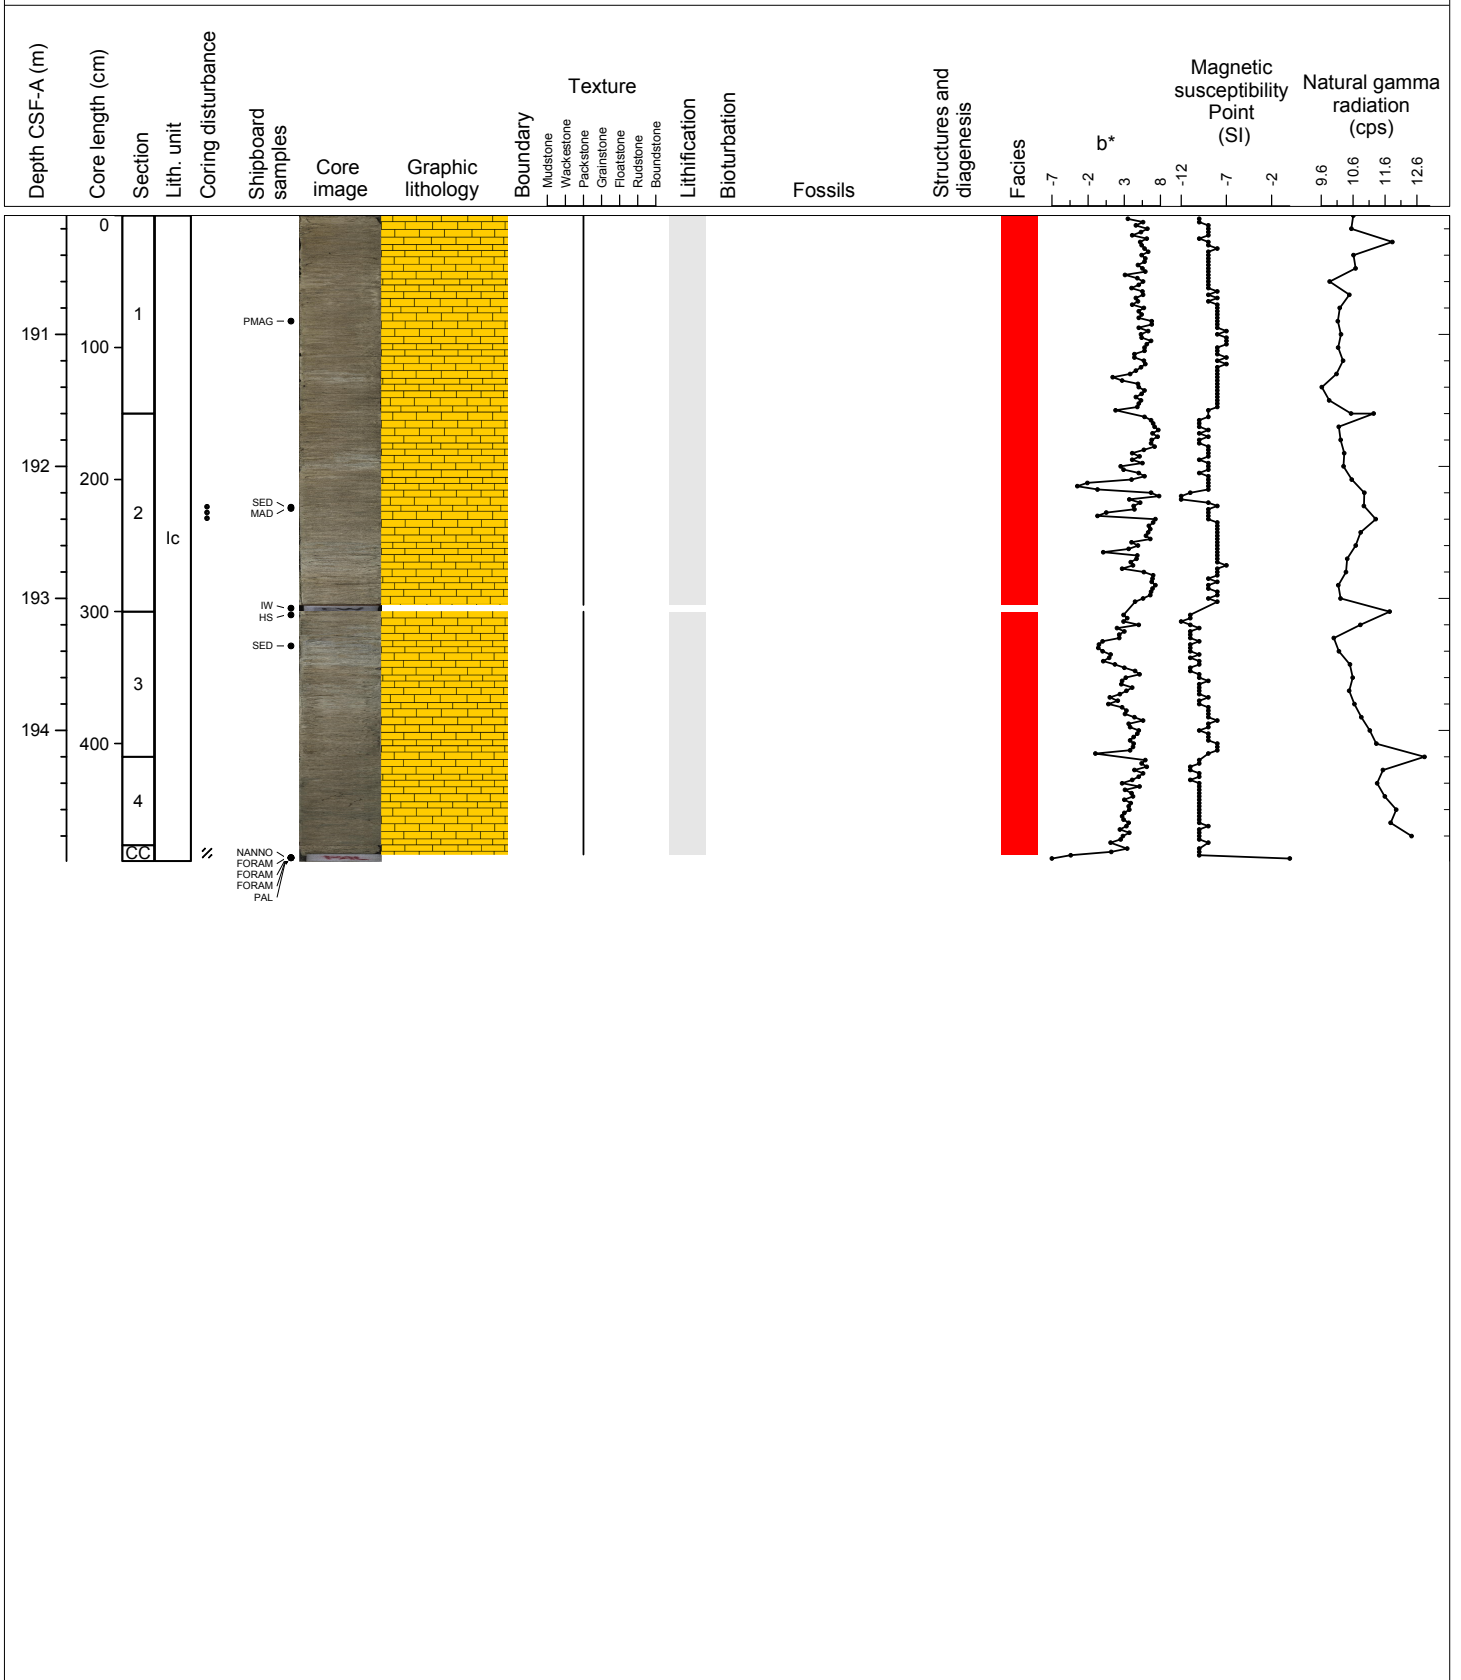 Depth CSF-A (m)
Core length (cm)
Section
Lith. unit
Coring disturbance
Shipboard
samples
Core
image
Graphic
lithology
Boundary
Texture
Mudstone
Wackestone
Packstone
Grainstone
Floatstone
Rudstone
Boundstone
Lithification
Bioturbation
Fossils
Structures and
diagenesis
Facies
b*
-7 -2 3 8
Magnetic
susceptibility
Point
(SI)
-12 -7 -2
Natural gamma
radiation
(cps)
9.6 10.6 11.6 12.6
0
1
PMAG
191
100
192
200
SED
MAD
2
Ic
193
IW
300
HS
SED
3
194
400
4
CC
NANNO
FORAM
FORAM
FORAM
PAL
PAL